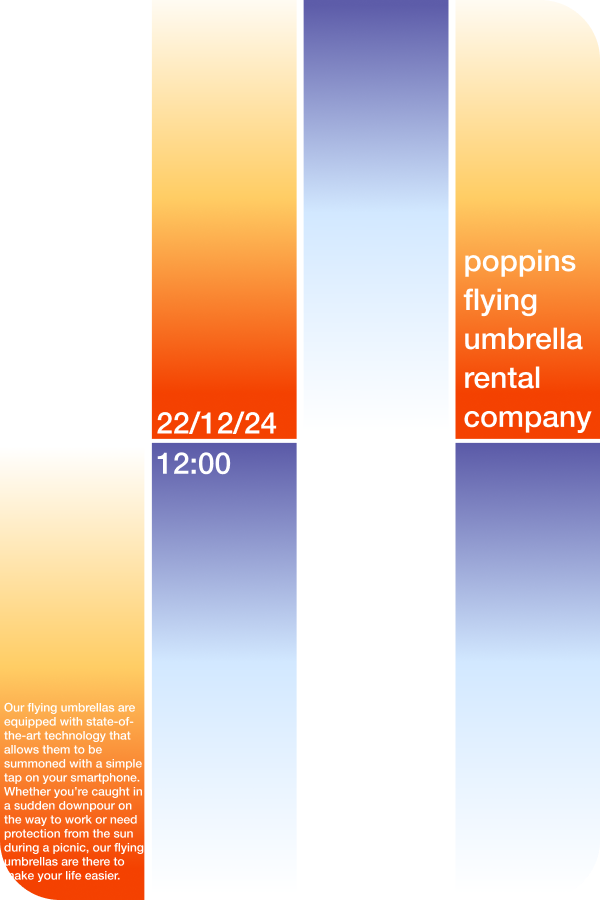 poppins
flying
umbrella
rental
company
22/12/24
12:00
Our flying umbrellas are
equipped with state-of-
the-art technology that
allows them to be
summoned with a simple
tap on your smartphone.
Whether you’re caught in
a sudden downpour on
the way to work or need
protection from the sun
during a picnic, our flying
umbrellas are there to
make your life easier.